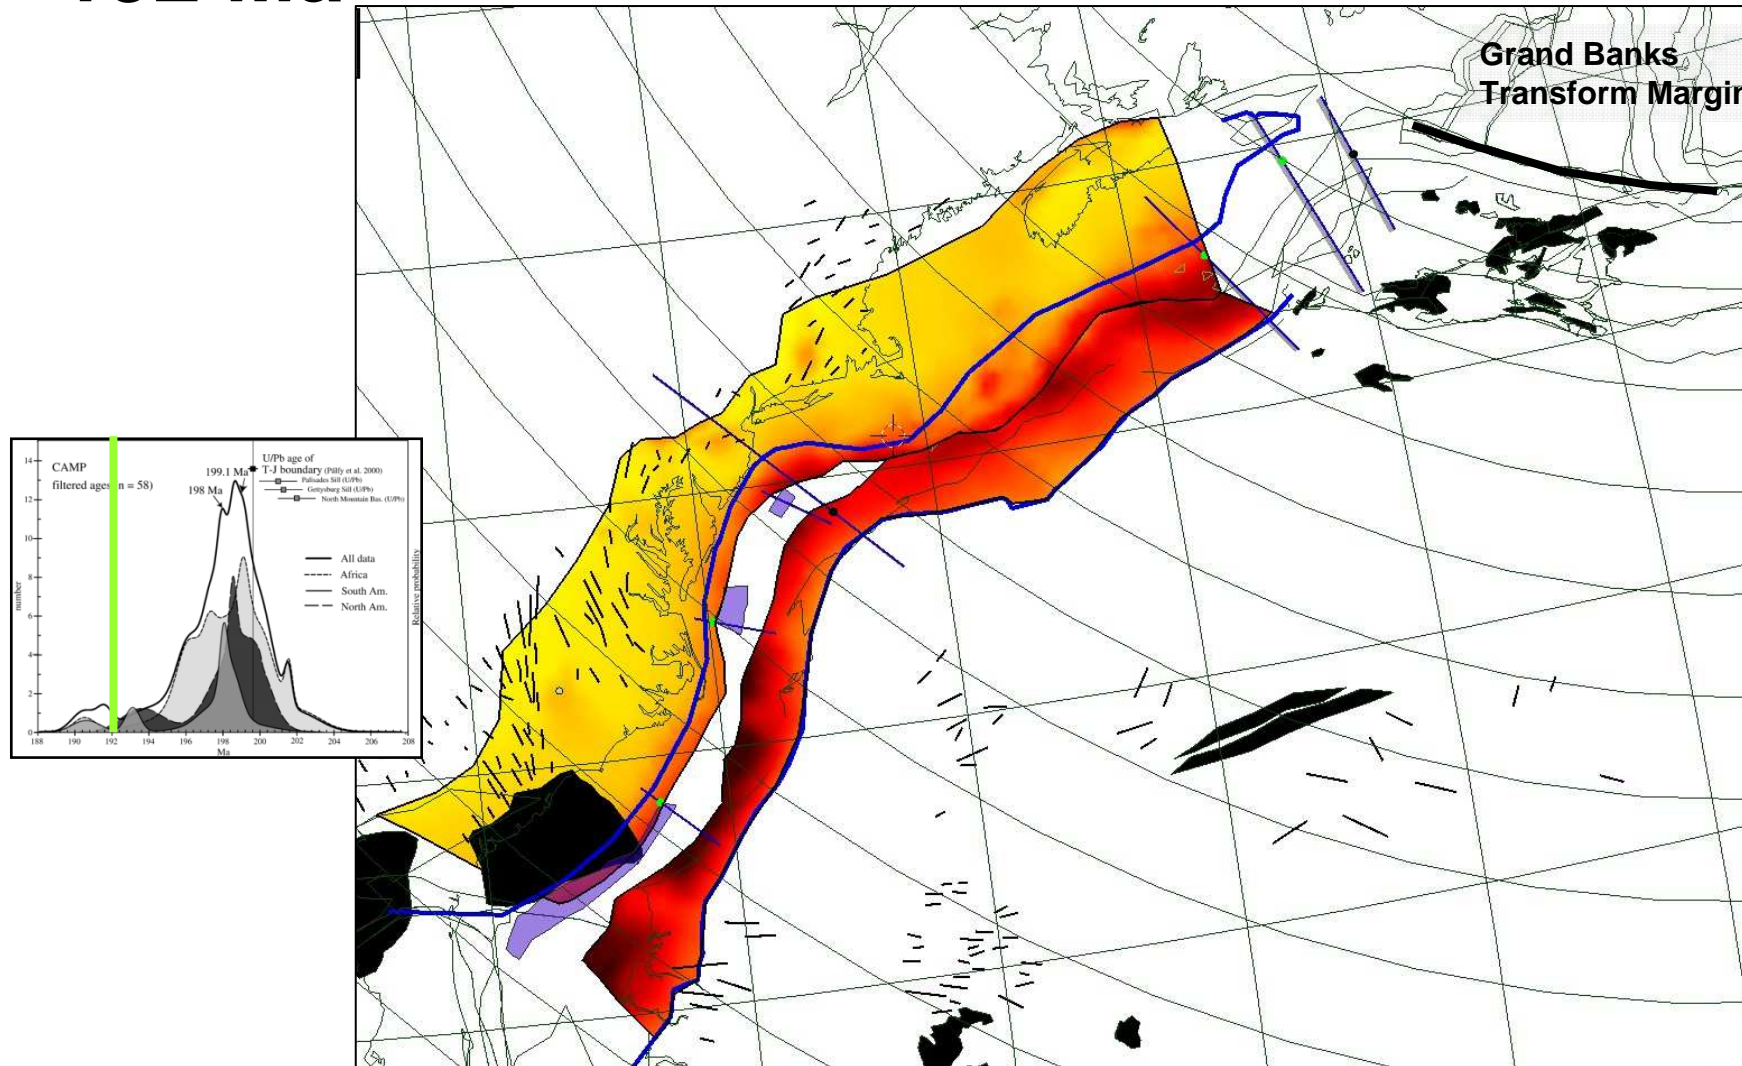 Grand Banks
Transform Margin
CAMP
filtered ages (n = 58)
199.1 Ma
198 Ma
U/Pb age of
T-J boundary (Pálfy et al. 2000)
Palisades Sill (U/Pb)
Gettysburg Sill (U/Pb)
North Mountain Bas. (U/Pb)
All data
Africa
South Am.
North Am.
number
Relative probability
14
12
10
8
6
4
2
0
188 190 192 194 196 198 200 202 204 206 208
Ma